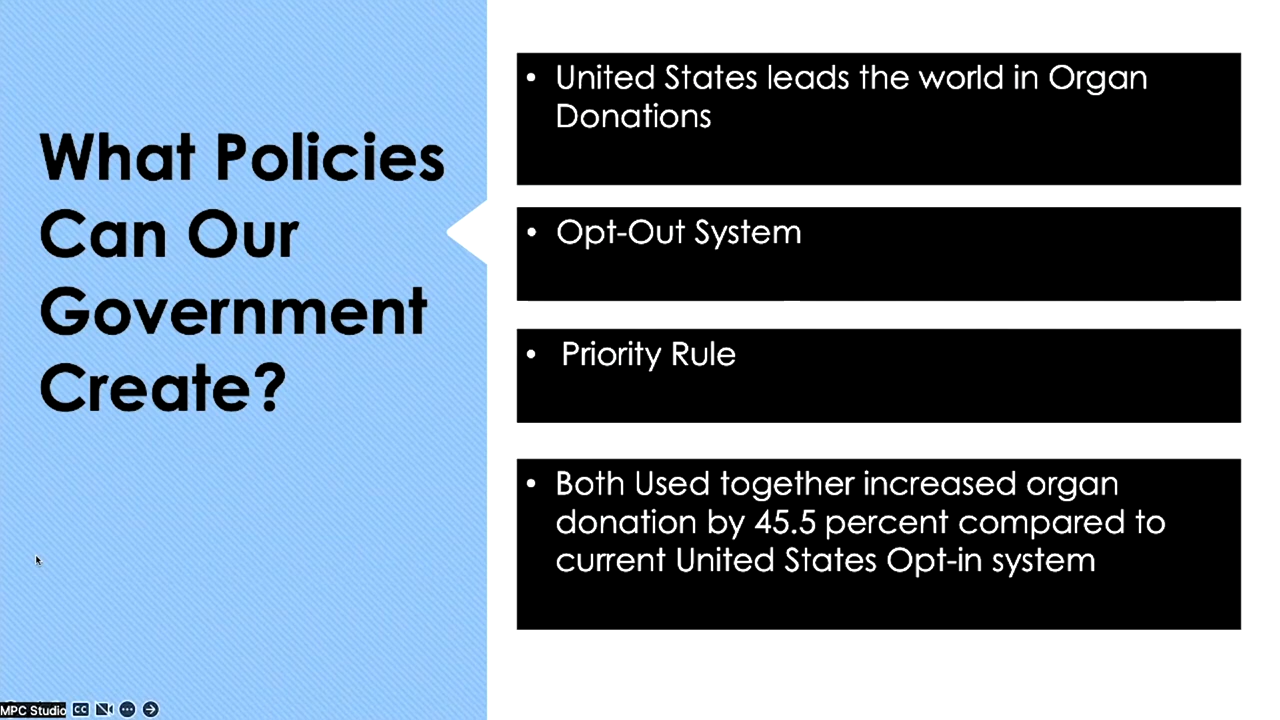 What Policies
Can Our
Government
Create?
• United States leads the world in Organ
Donations
• Opt-Out System
• Priority Rule
• Both Used together increased organ
donation by 45.5 percent compared to
current United States Opt-in system
MPC Studio
CC